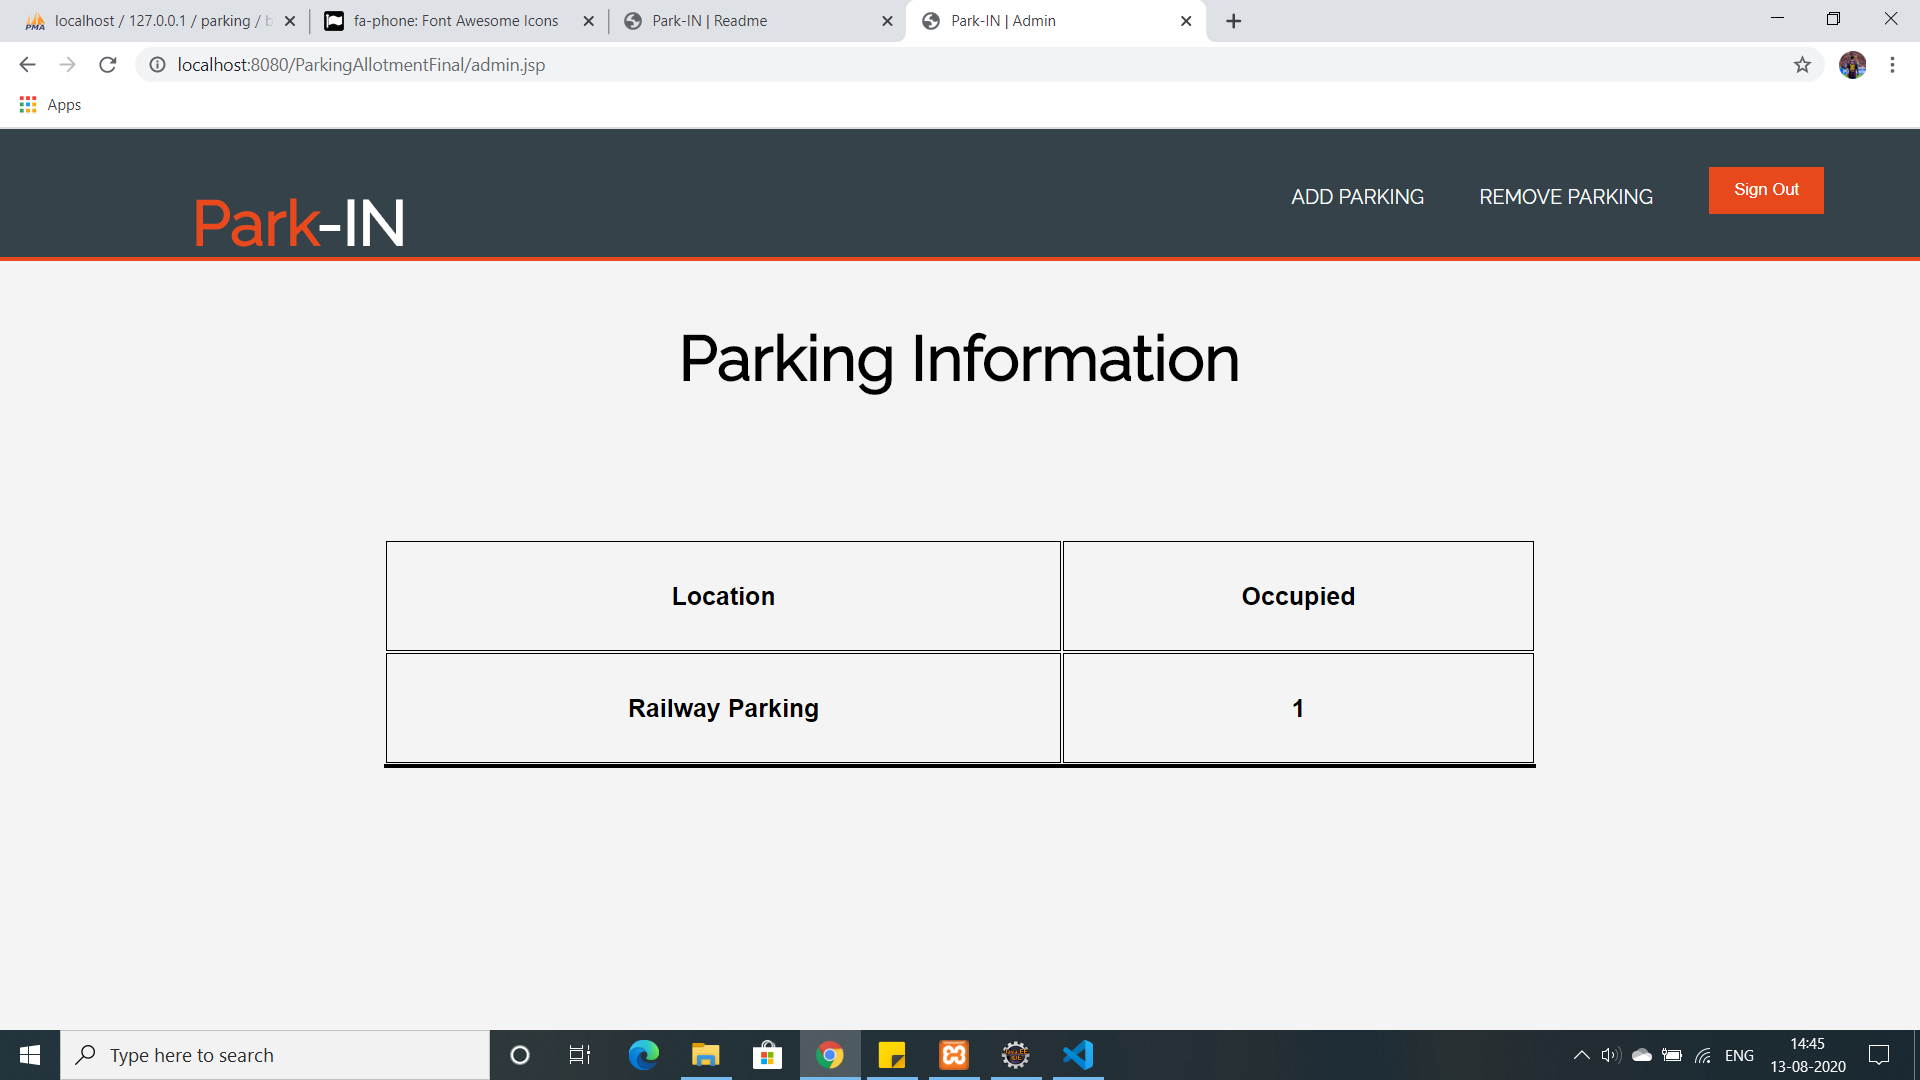 localhost / 127.0.0.1 / parking / b
fa-phone: Font Awesome Icons
Park-IN | Readme
Park-IN | Admin
localhost:8080/ParkingAllotmentFinal/admin.jsp
Apps
Park-IN
ADD PARKING
REMOVE PARKING
Sign Out
Parking Information
Location Occupied
Railway Parking 1
Type here to search
ENG
14:45
13-08-2020